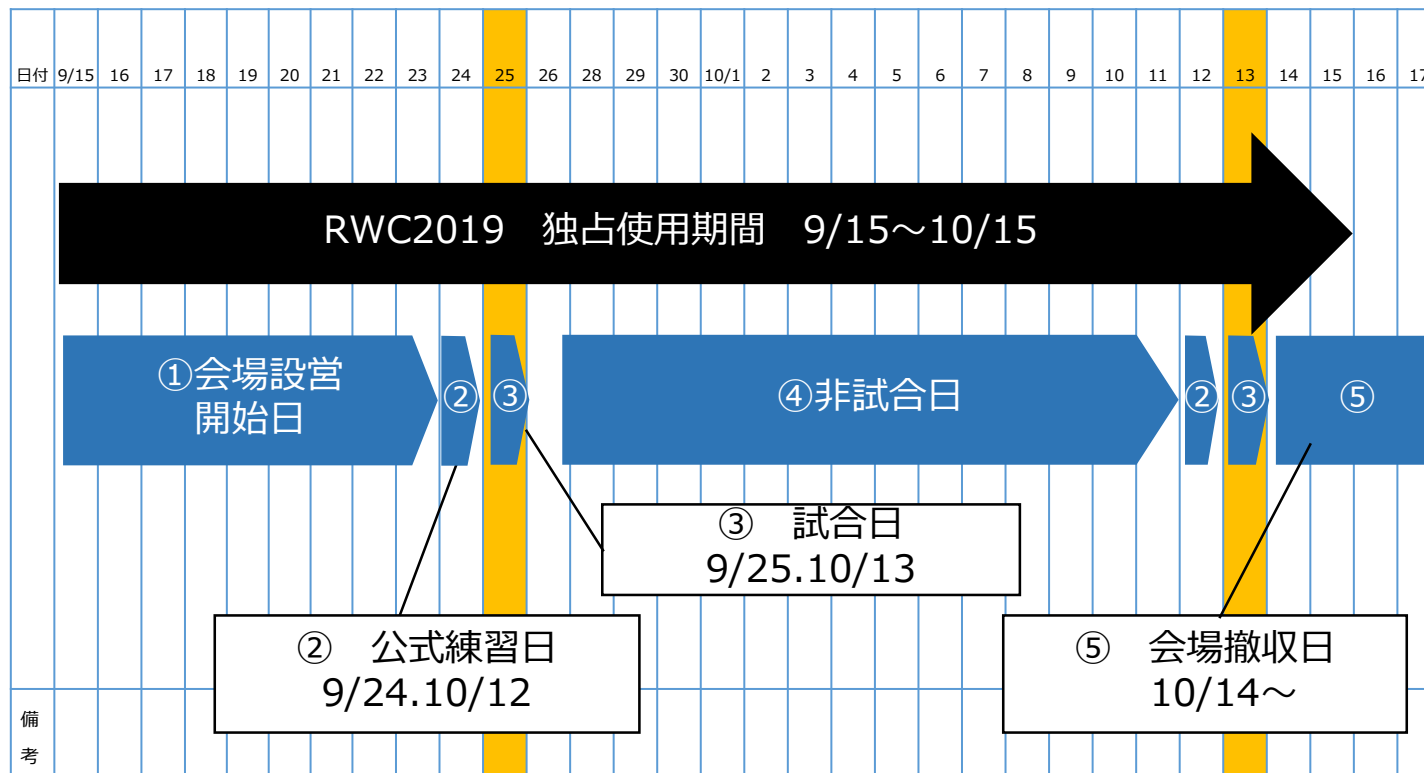 日付 9/15 16 17 18 19 20 21 22 23 24 25 26 28 29 30 10/1 2 3 4 5 6 7 8 9 10 11 12 13 14 15 16 17
RWC2019　独占使用期間　9/15～10/15
①会場設営
開始日
②
③
④非試合日
②
③
⑤
③　試合日
9/25.10/13
②　公式練習日
9/24.10/12
⑤　会場撤収日
10/14～
備
考